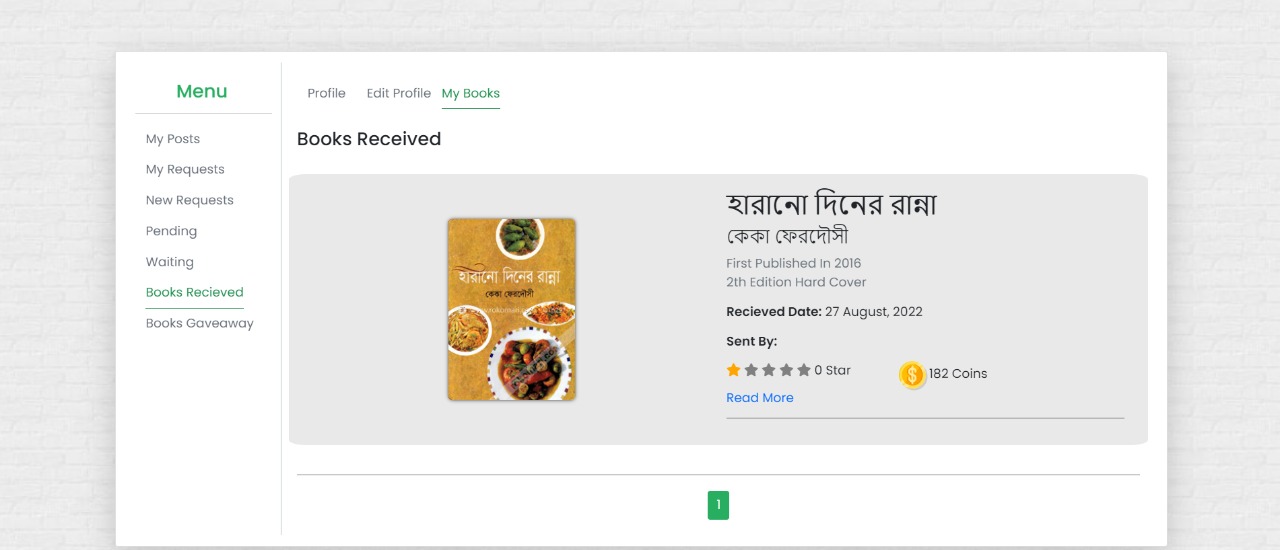 Menu
My Posts
My Requests
New Requests
Pending
Waiting
Books Recieved
Books Gaveaway
Profile Edit Profile My Books
Books Received
হারানো দিনের রান্না
কেকা ফেরদৌসী
হারানো দিনের রান্না
কেকা ফেরদৌসী
First Published In 2016
2th Edition Hard Cover
Recieved Date: 27 August, 2022
Sent By:
0 Star 182 Coins
Read More
1